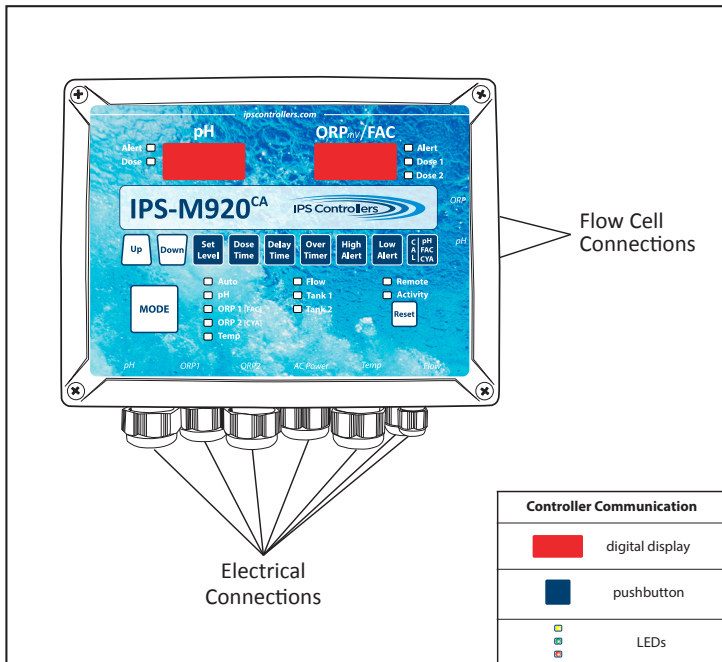 ipscontrollers.com
pH
ORPmV/FAC
Alert
Dose
Alert
Dose 1
Dose 2
IPS-M920CA
IPS Controllers
ORP
pH
Up
Down
Set Level
Dose Time
Delay Time
Over Timer
High Alert
Low Alert
CAL
pH
FAC
CYA
MODE
Auto
pH
ORP 1 [FAC]
ORP 2 [CYA]
Temp
Flow
Tank 1
Tank 2
Remote
Activity
Reset
pH
ORP1
ORP2
AC Power
Temp
Flow
Flow Cell
Connections
Electrical
Connections
Controller Communication
digital display
pushbutton
LEDs